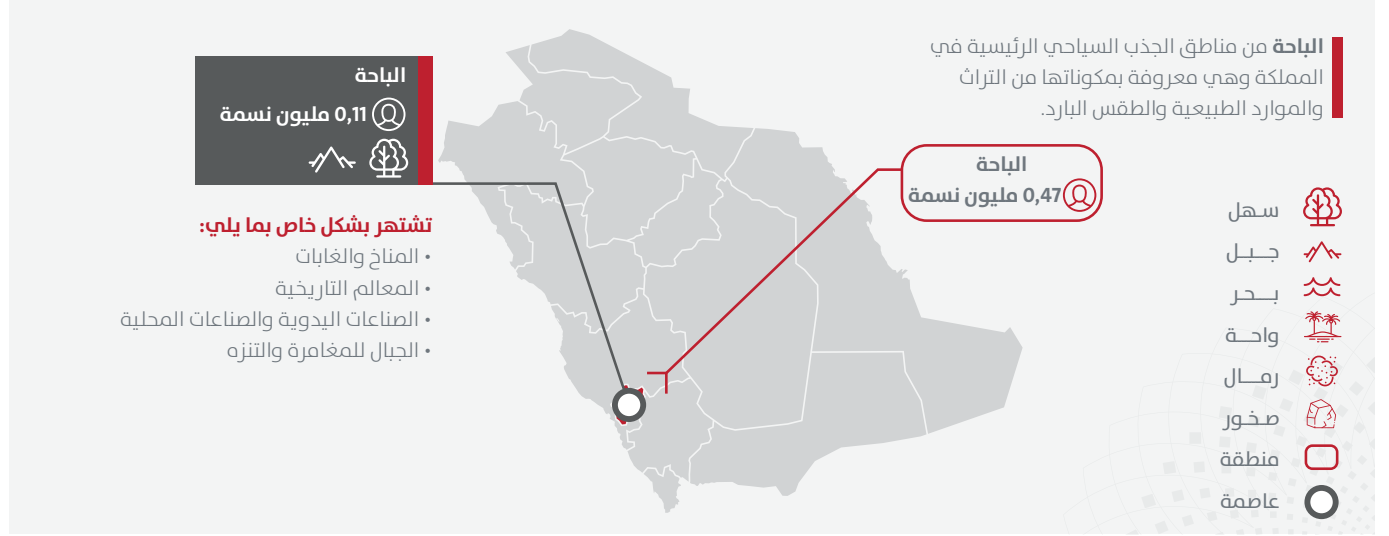 الباحة من مناطق الجذب السياحي الرئيسية في
المملكة وهي معروفة بمكوناتها من التراث
والموارد الطبيعية والطقس البارد.
الباحة
0,47 مليون نسمة
الباحة
0,11 مليون نسمة
تشتهر بشكل خاص بما يلي:
• المناخ والغابات
• المعالم التاريخية
• الصناعات اليدوية والصناعات المحلية
• الجبال للمغامرة والتنزه
سهل
جبل
بحر
واحة
رمال
صخور
منطقة
عاصمة